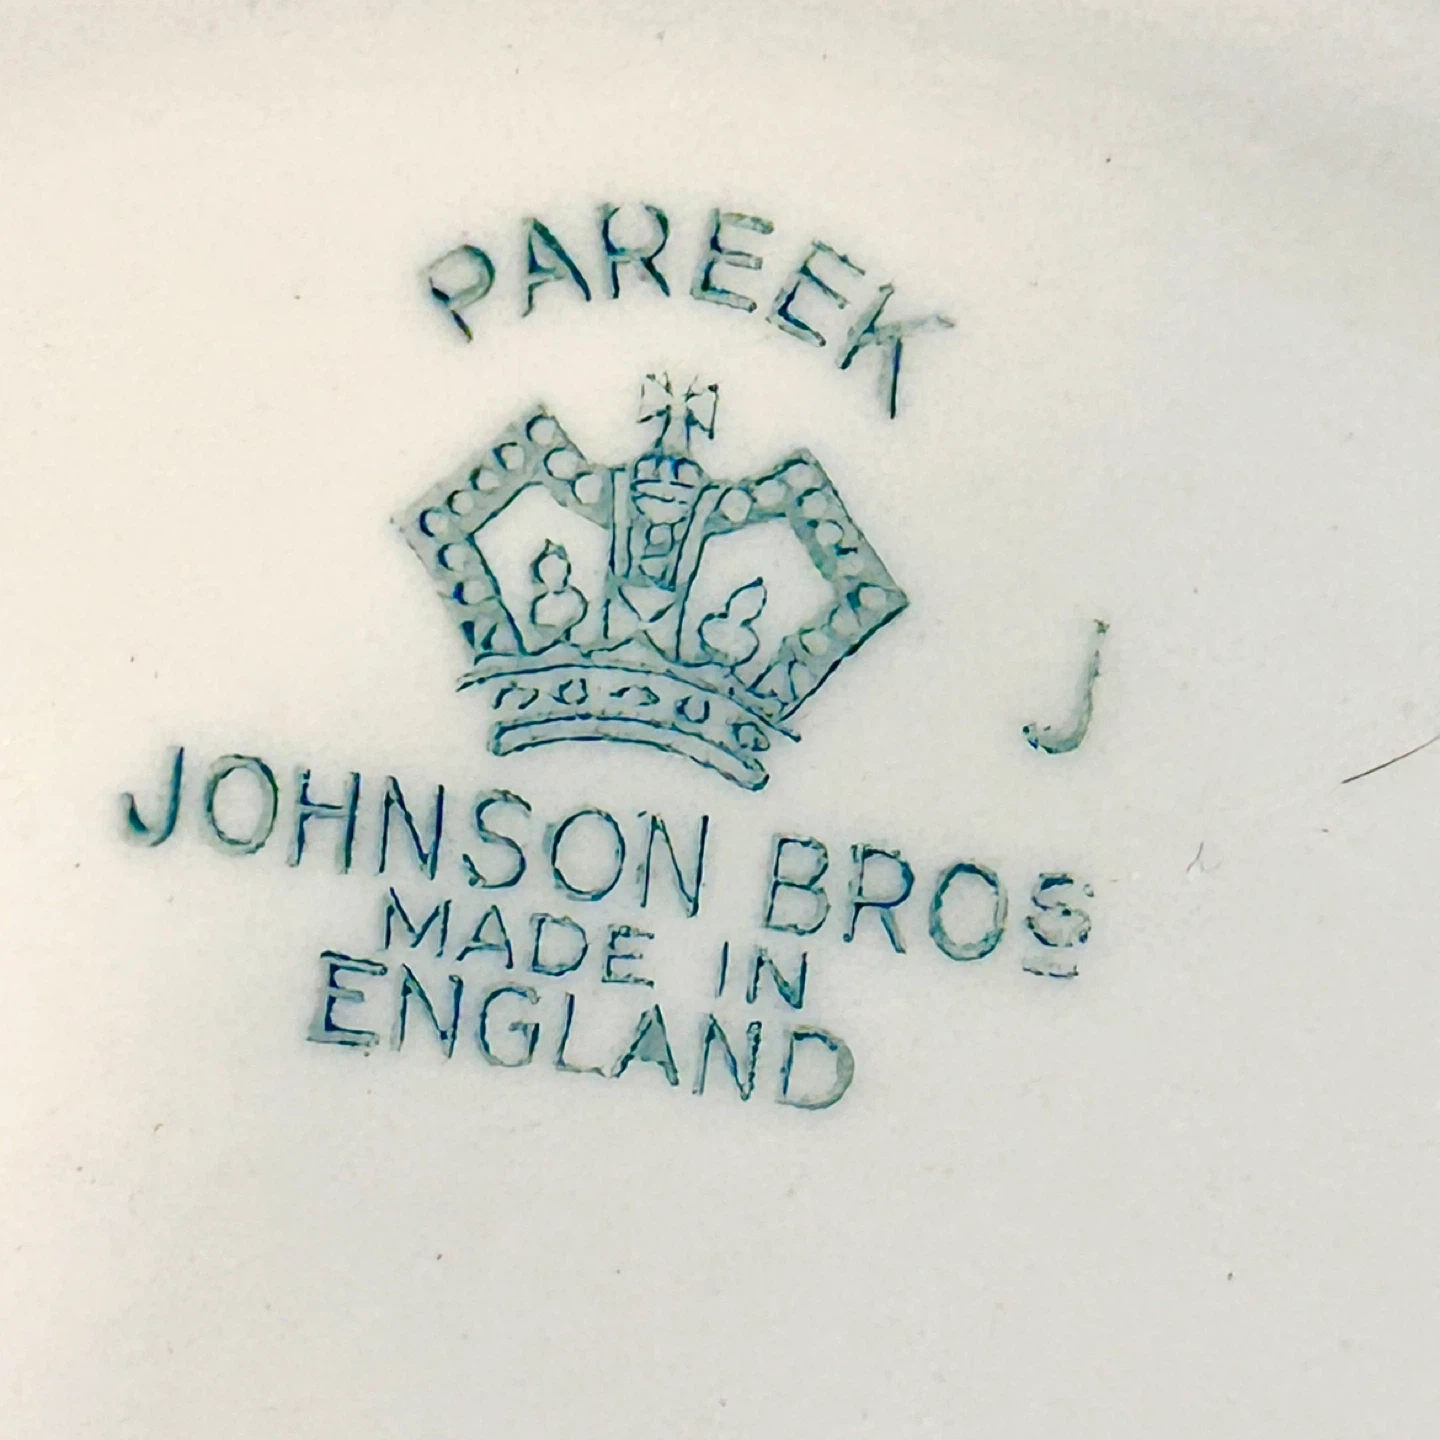 PAREEK
J
JOHNSON BROS
MADE IN
ENGLAND